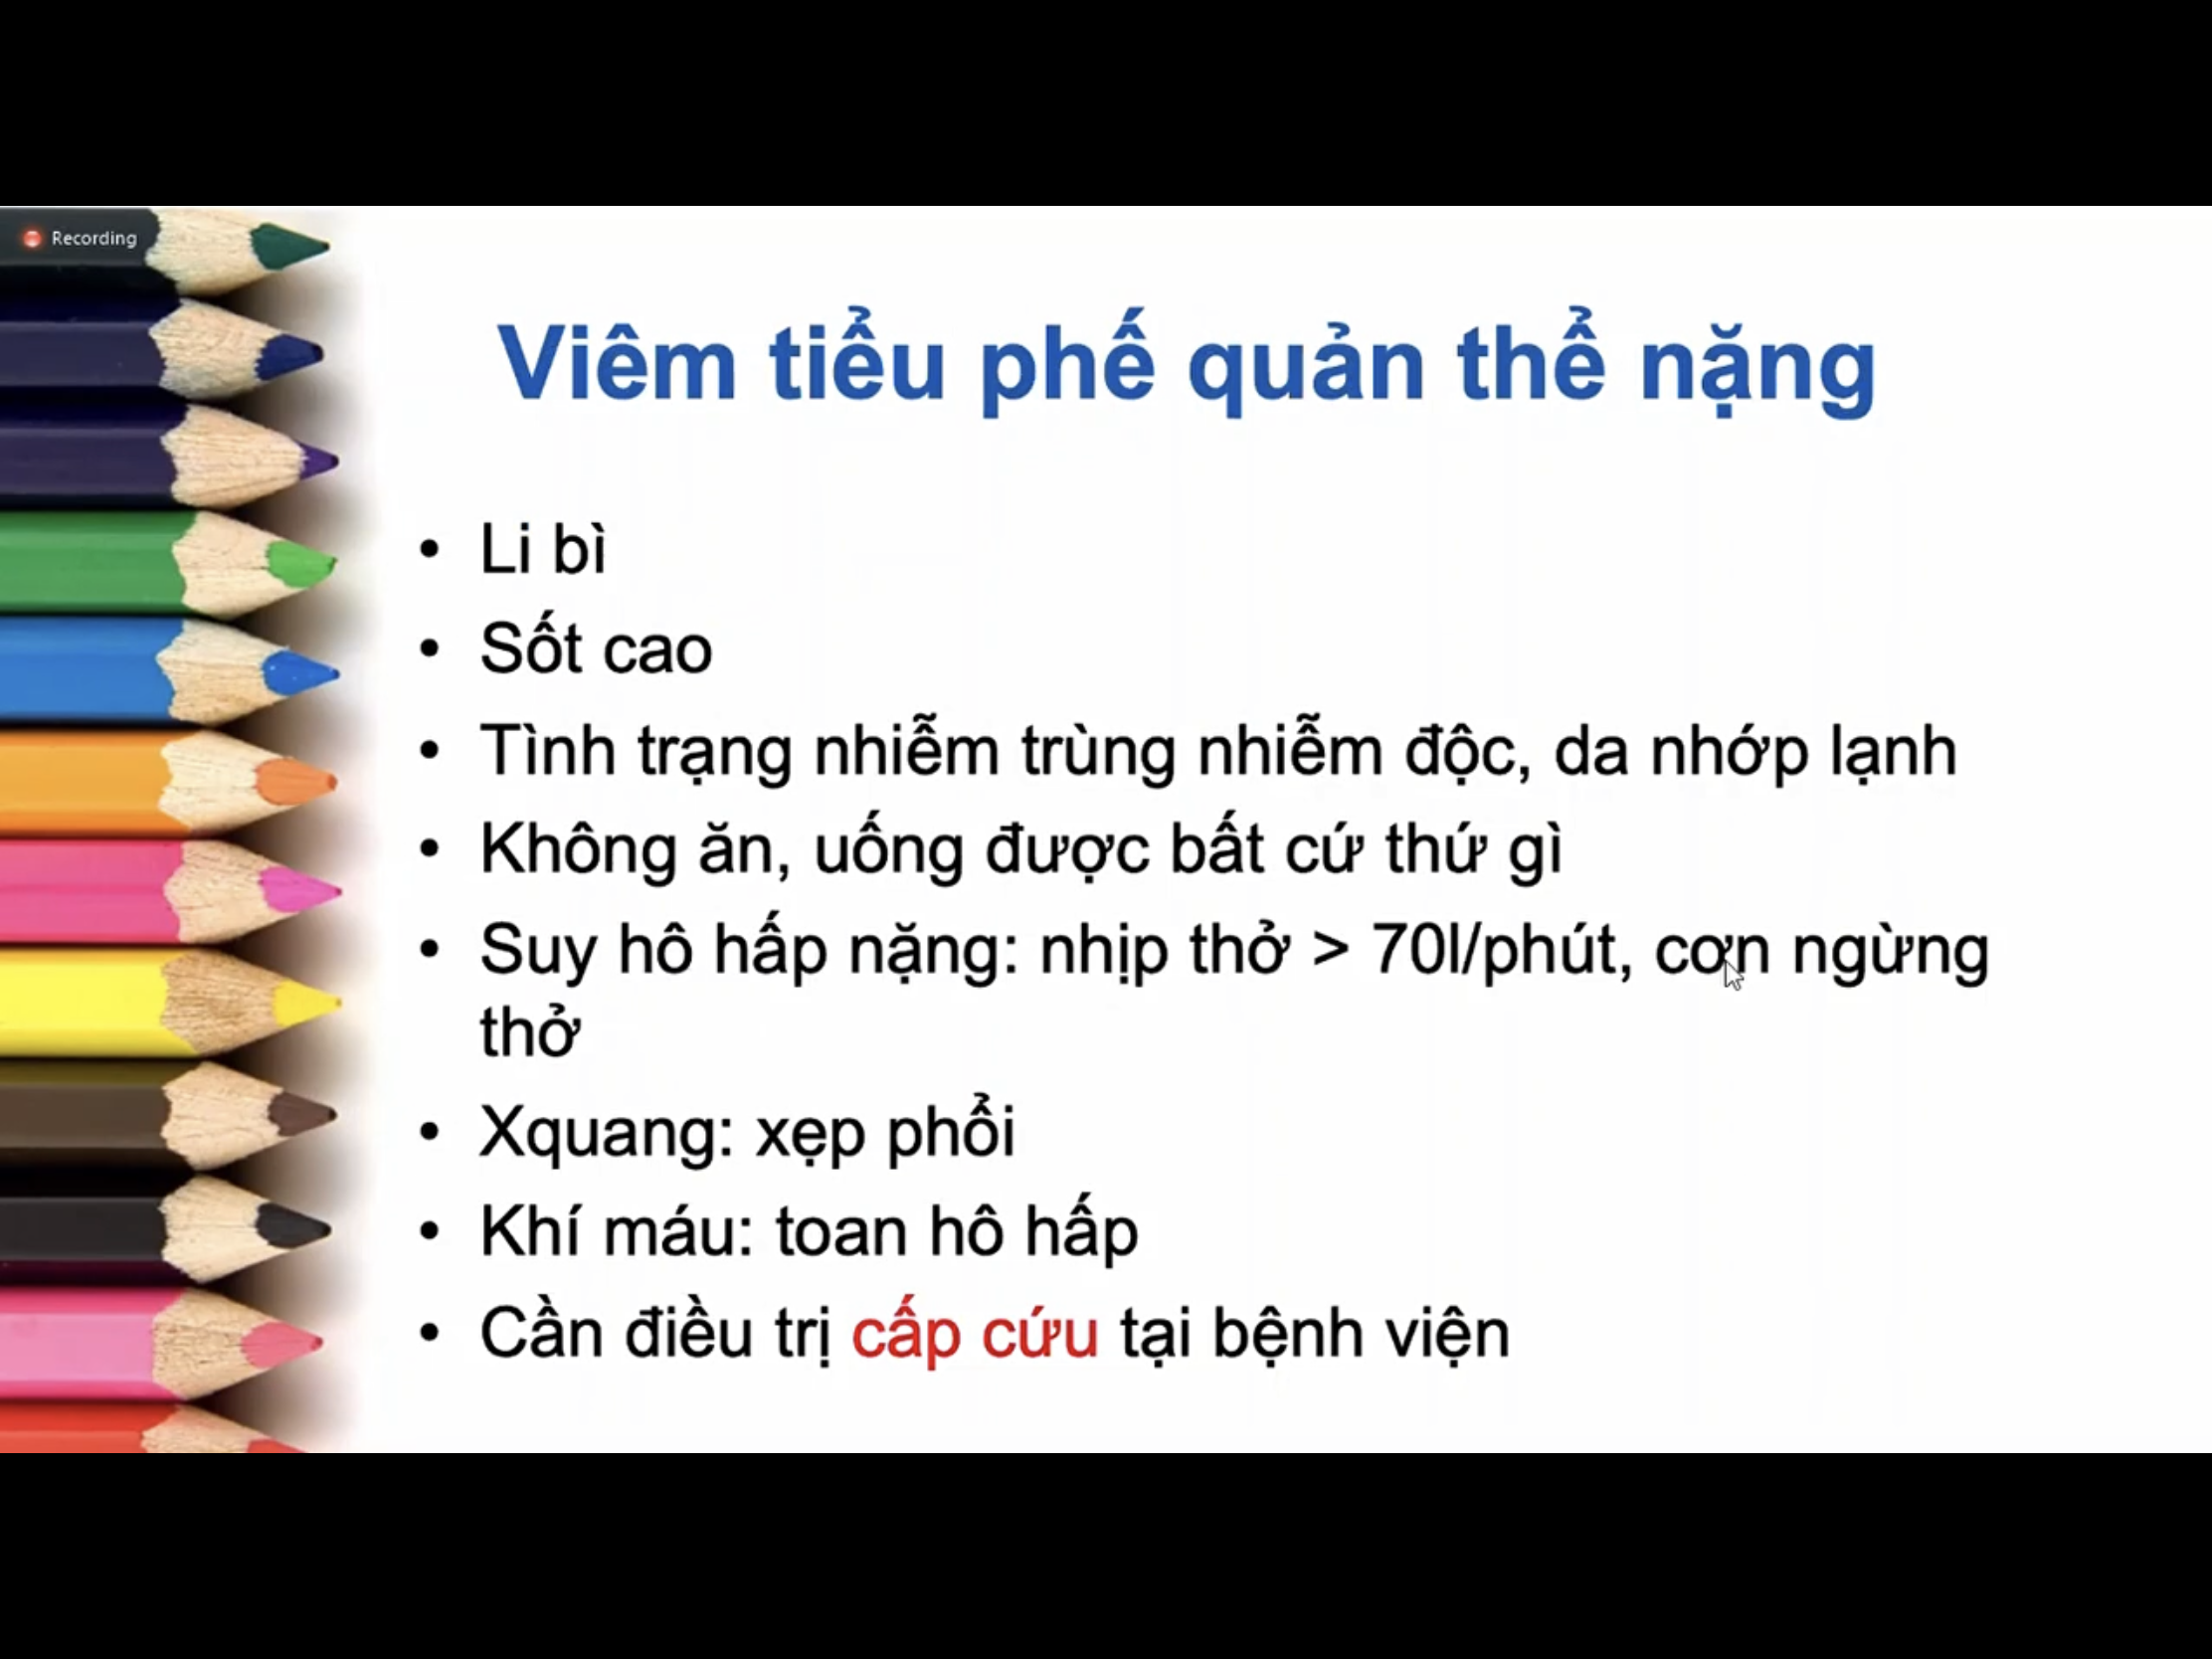 Recording
Viêm tiểu phế quản thể nặng
• Li bì
• Sốt cao
• Tình trạng nhiễm trùng nhiễm độc, da nhớp lạnh
• Không ăn, uống được bất cứ thứ gì
• Suy hô hấp nặng: nhịp thở > 70l/phút, cơn ngừng
thở
• Xquang: xẹp phổi
• Khí máu: toan hô hấp
• Cần điều trị cấp cứu tại bệnh viện